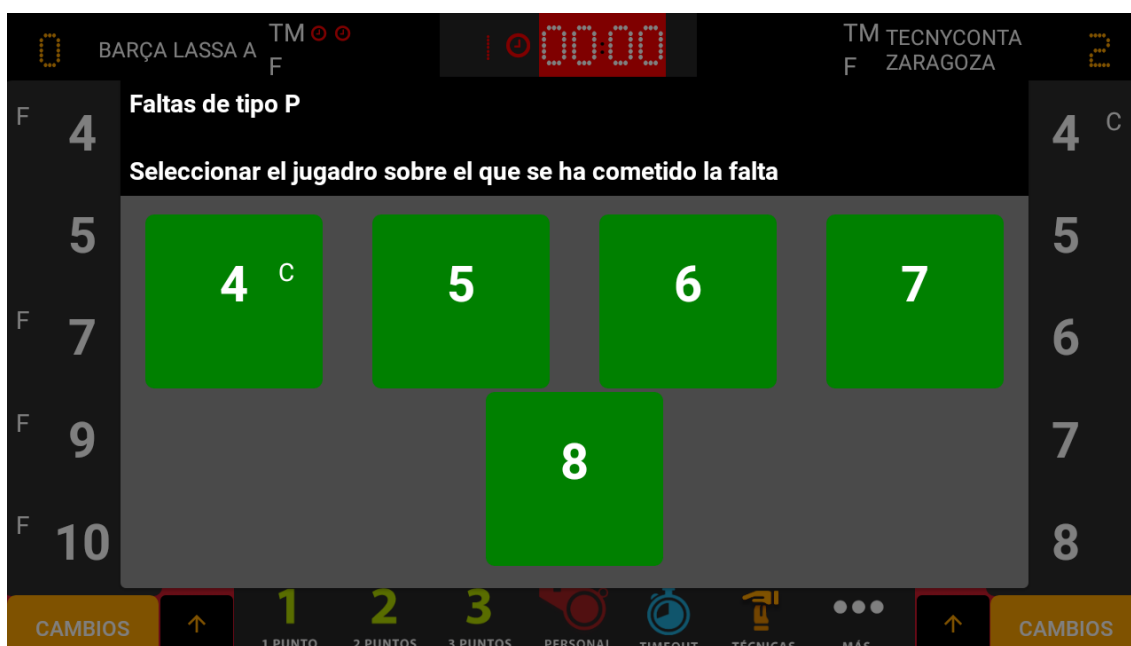 0 BARÇA LASSA A TM F 1 00:00 TM F TECNYCONTA ZARAGOZA 2
Faltas de tipo P
Seleccionar el jugadro sobre el que se ha cometido la falta
F 4
5
F 7
F 9
F 10
4 C
5
6
7
8
4 C
5
6
7
8
CAMBIOS
1
1 PUNTO
2
2 PUNTOS
3
3 PUNTOS
PERSONAL
TIMEOUT
TÉCNICAS
MÁS
CAMBIOS